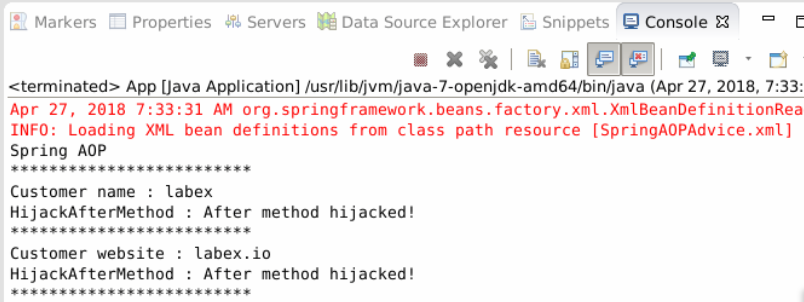 Markers Properties Servers Data Source Explorer Snippets Console
<terminated> App [Java Application] /usr/lib/jvm/java-7-openjdk-amd64/bin/java (Apr 27, 2018, 7:33:
Apr 27, 2018 7:33:31 AM org.springframework.beans.factory.xml.XmlBeanDefinitionRea
INFO: Loading XML bean definitions from class path resource [SpringAOPAdvice.xml]
Spring AOP
*************************
Customer name : labex
HijackAfterMethod : After method hijacked!
*************************
Customer website : labex.io
HijackAfterMethod : After method hijacked!
*************************